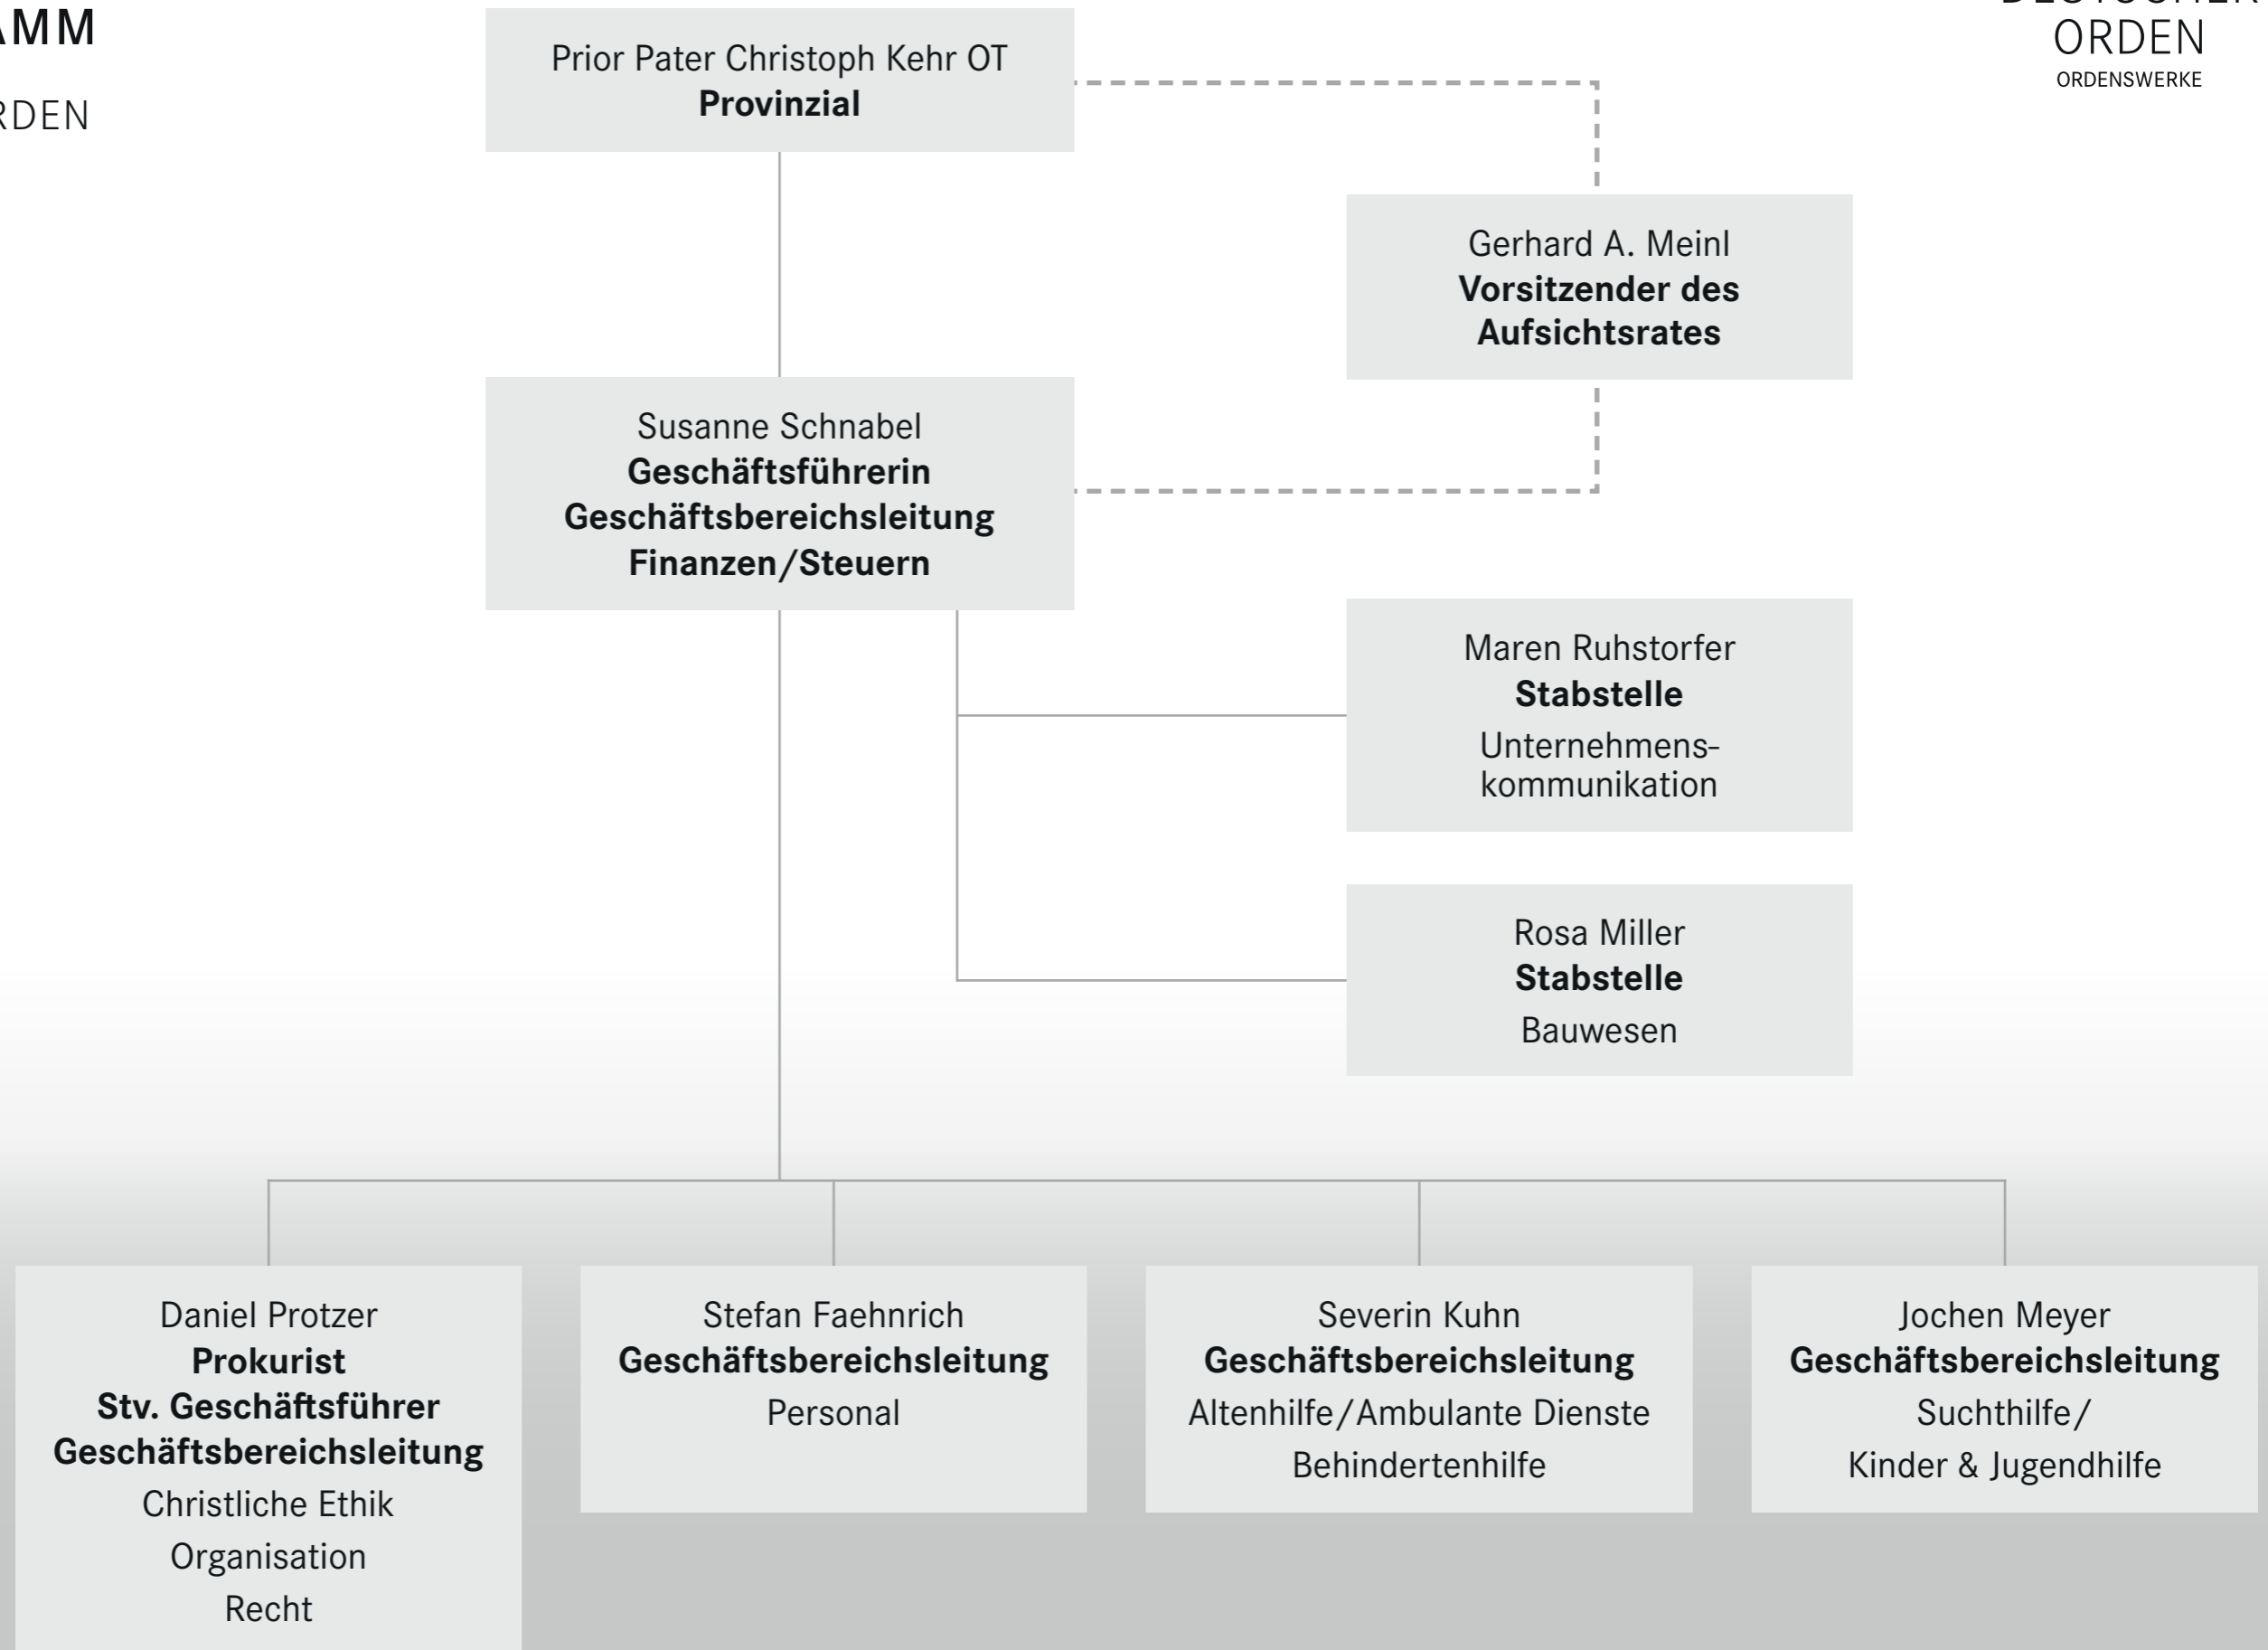 ORDEN
ORDENSWERKE
Prior Pater Christoph Kehr OT
Provinzial
Gerhard A. Meinl
Vorsitzender des
Aufsichtsrates
Susanne Schnabel
Geschäftsführerin
Geschäftsbereichsleitung
Finanzen/Steuern
Maren Ruhstorfer
Stabstelle
Unternehmens-
kommunikation
Rosa Miller
Stabstelle
Bauwesen
Daniel Protzer
Prokurist
Stv. Geschäftsführer
Geschäftsbereichsleitung
Christliche Ethik
Organisation
Recht
Stefan Faehnrich
Geschäftsbereichsleitung
Personal
Severin Kuhn
Geschäftsbereichsleitung
Altenhilfe/Ambulante Dienste
Behindertenhilfe
Jochen Meyer
Geschäftsbereichsleitung
Suchthilfe/
Kinder & Jugendhilfe